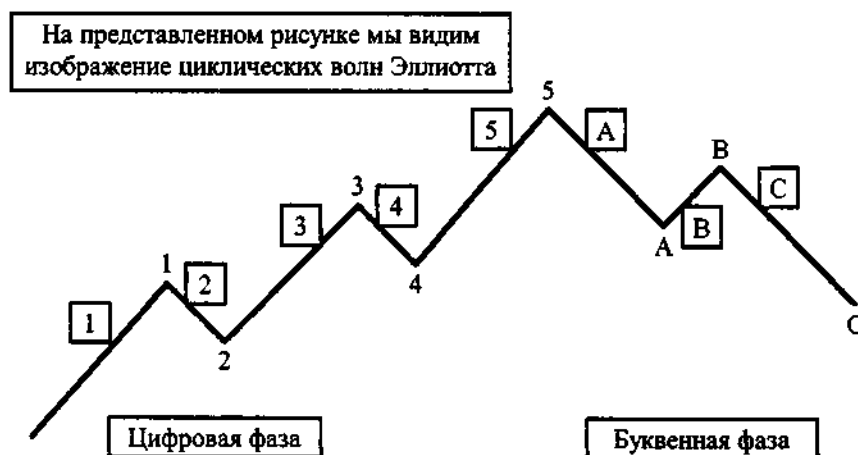 На представленном рисунке мы видим
изображение циклических волн Эллиотта
5
5
A
B
3
C
3
4
A
B
1
2
4
1
2
C
Цифровая фаза
Буквенная фаза